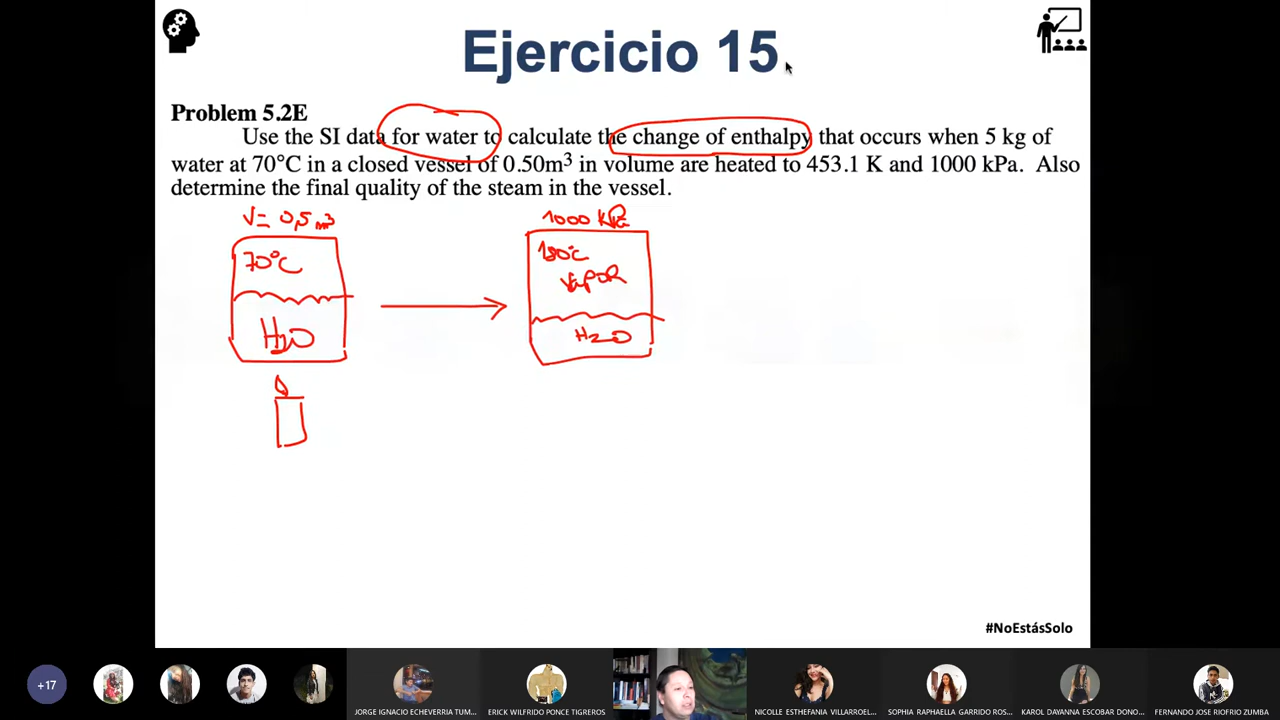 Ejercicio 15
Problem 5.2E
Use the SI data for water to calculate the change of enthalpy that occurs when 5 kg of
water at 70°C in a closed vessel of 0.50m³ in volume are heated to 453.1 K and 1000 kPa. Also
determine the final quality of the steam in the vessel.
V= 0,5 m³
1000 kPa
70°C
180°C
vapor
H2O
H2O
#NoEstásSolo
+17
JORGE IGNACIO ECHEVERRIA TUM...
ERICK WILFRIDO PONCE TIGREROS
NICOLLE ESTHEFANIA VILLARROEL...
SOPHIA RAPHAELLA GARRIDO ROS...
KAROL DAYANNA ESCOBAR DONO...
FERNANDO JOSE RIOFRIO ZUMBA